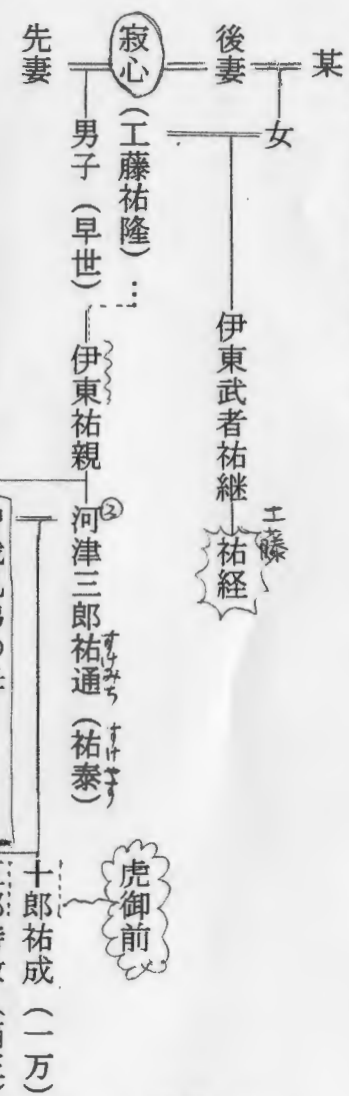 某
後妻
女
伊東武者祐継
工藤
祐経
寂心(工藤祐隆)
先妻
男子(早世)
伊東祐親
②
河津三郎祐通(祐泰)
すけみち
すけやす
虎御前
十郎祐成(一万)